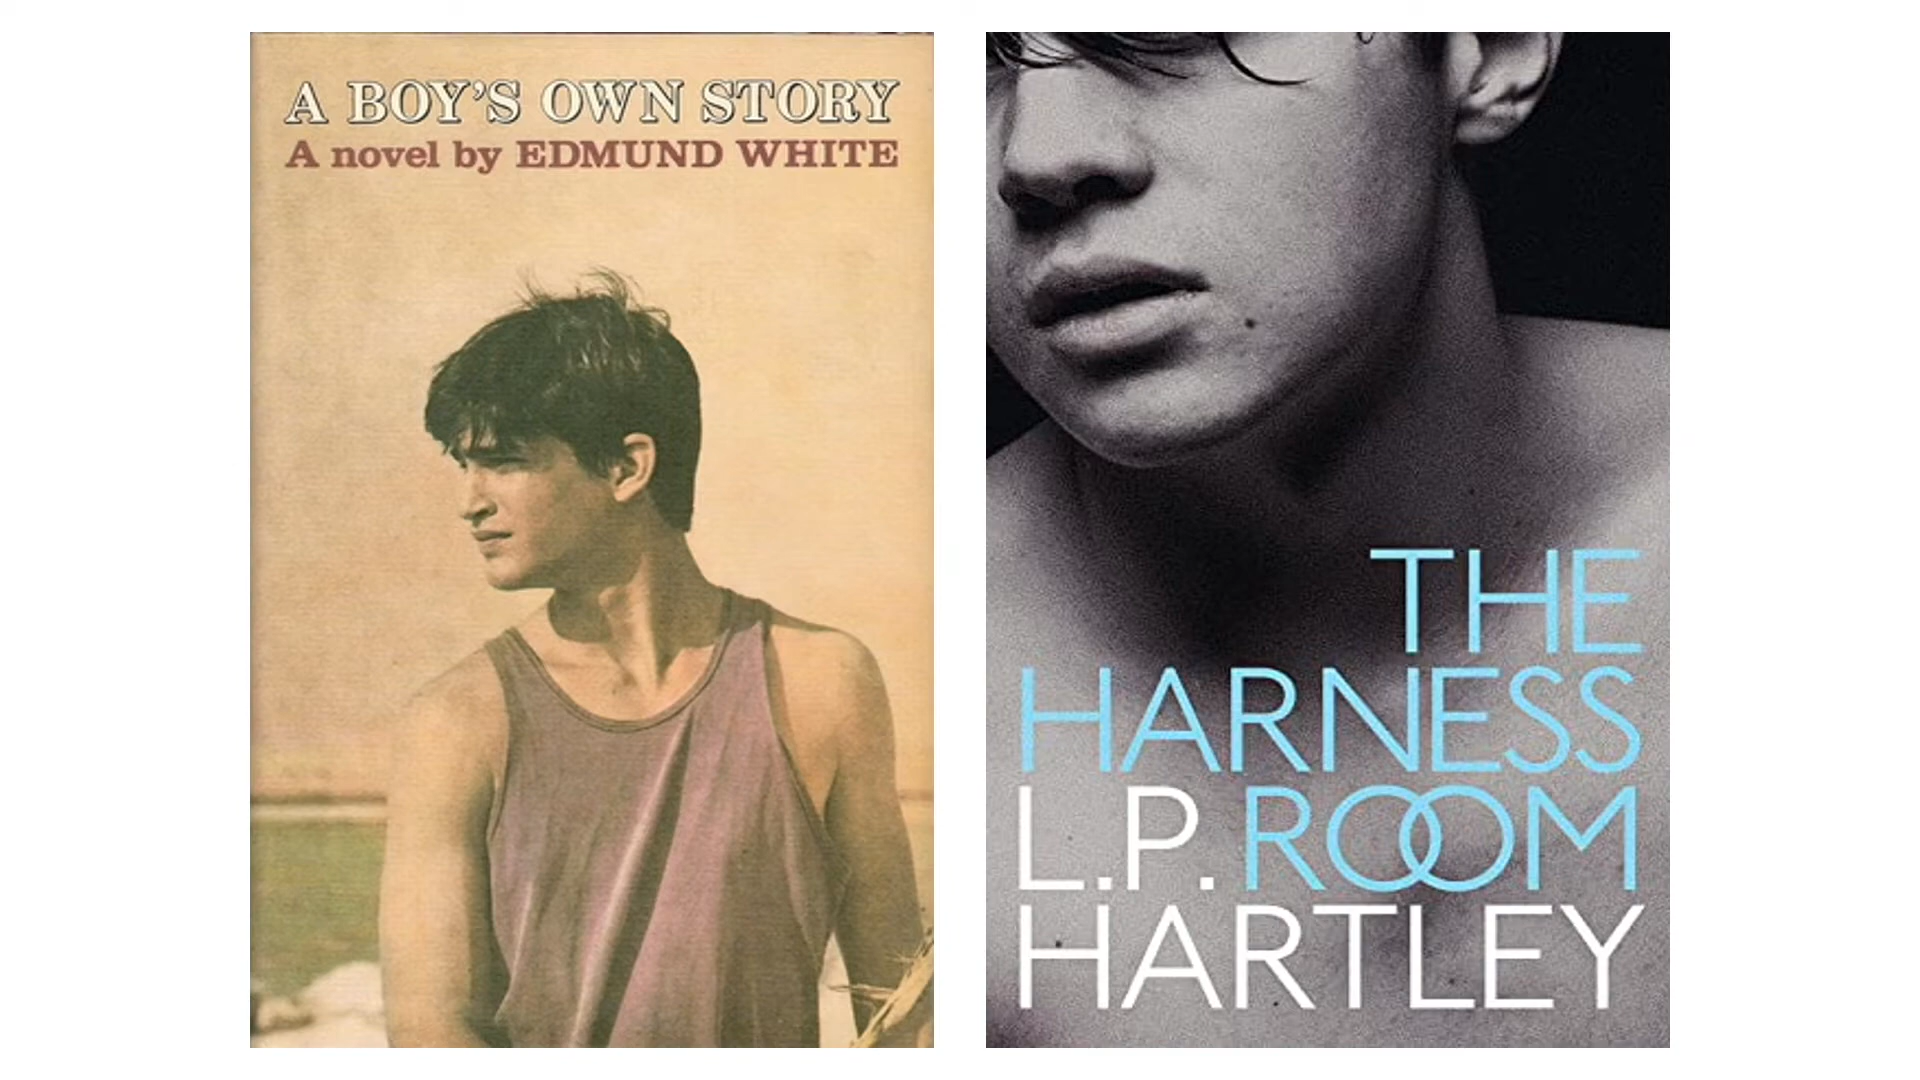 A BOY'S OWN STORY
A novel by EDMUND WHITE
THE
HARNESS
L.P. ROOM
HARTLEY